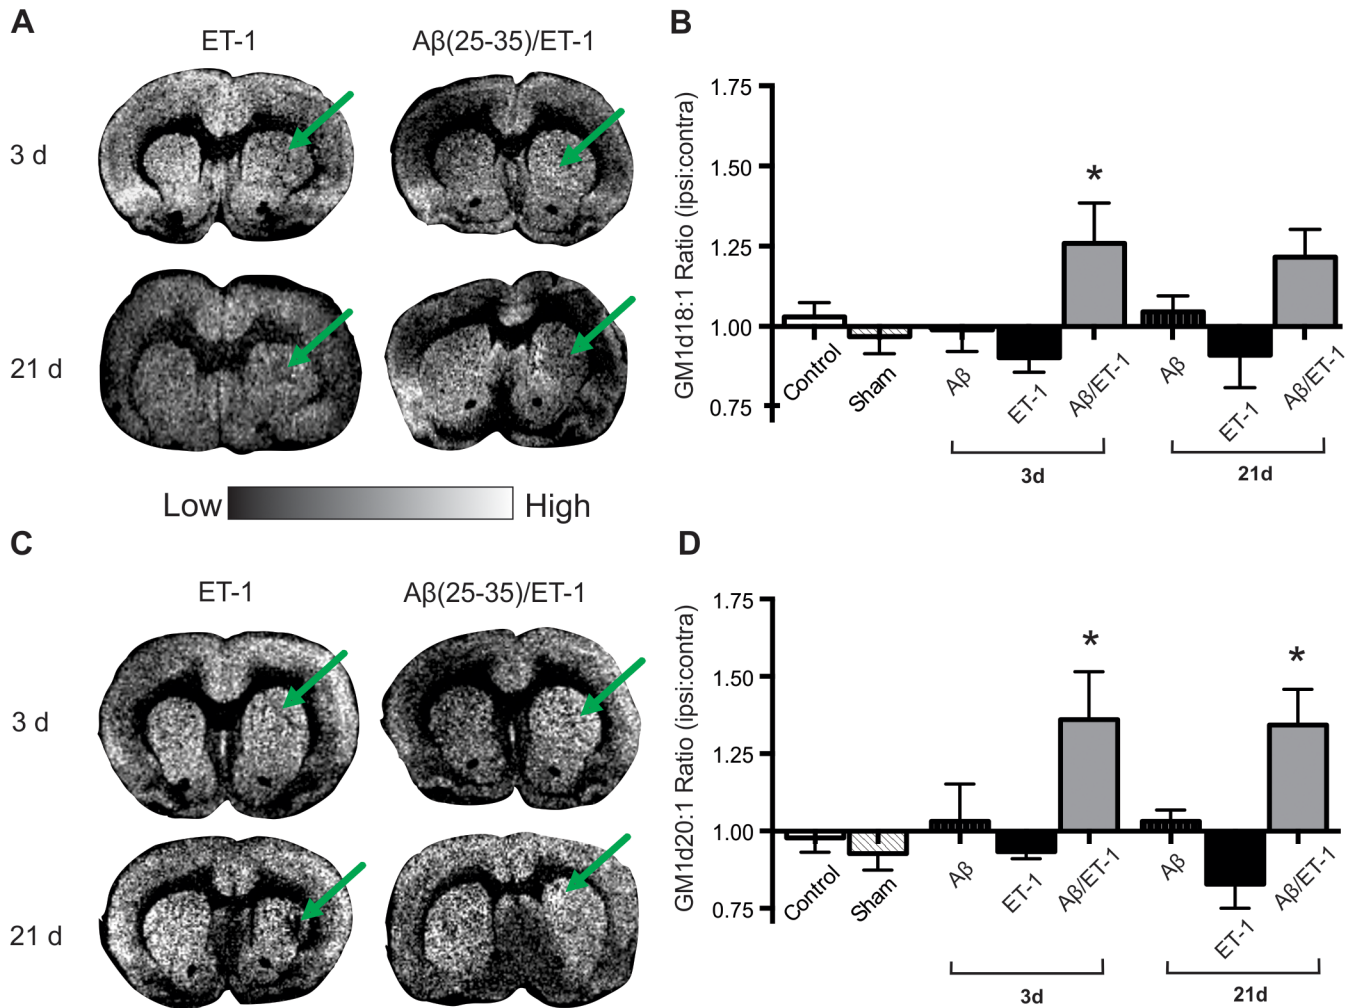 A
ET-1
Aβ(25-35)/ET-1
3 d
21 d
Low
High
B
GM1d18:1 Ratio (ipsi:contra)
1.75
1.50
1.25
1.00
0.75
*
Control
Sham
Aβ
ET-1
Aβ/ET-1
Aβ
ET-1
Aβ/ET-1
3d
21d
C
ET-1
Aβ(25-35)/ET-1
3 d
21 d
D
GM1d20:1 Ratio (ipsi:contra)
1.75
1.50
1.25
1.00
0.75
*
*
Control
Sham
Aβ
ET-1
Aβ/ET-1
Aβ
ET-1
Aβ/ET-1
3d
21d